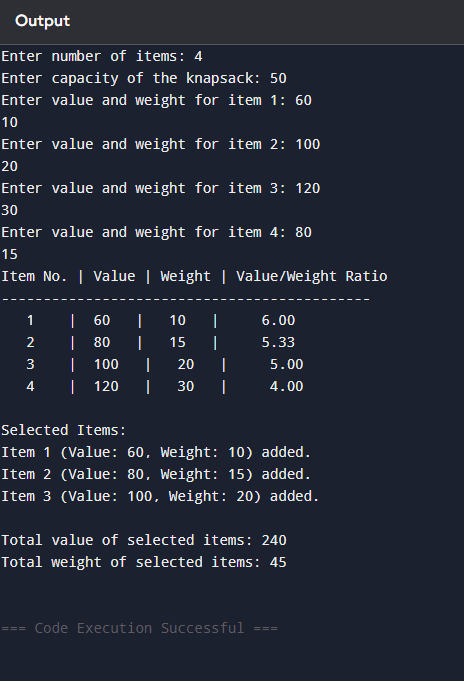 Output
Enter number of items: 4
Enter capacity of the knapsack: 50
Enter value and weight for item 1: 60
10
Enter value and weight for item 2: 100
20
Enter value and weight for item 3: 120
30
Enter value and weight for item 4: 80
15
Item No. | Value | Weight | Value/Weight Ratio
--------------------------------------------
   1    |  60   |   10   |     6.00
   2    |  80   |   15   |     5.33
   3    |  100   |   20   |     5.00
   4    |  120   |   30   |     4.00

Selected Items:
Item 1 (Value: 60, Weight: 10) added.
Item 2 (Value: 80, Weight: 15) added.
Item 3 (Value: 100, Weight: 20) added.

Total value of selected items: 240
Total weight of selected items: 45

=== Code Execution Successful ===